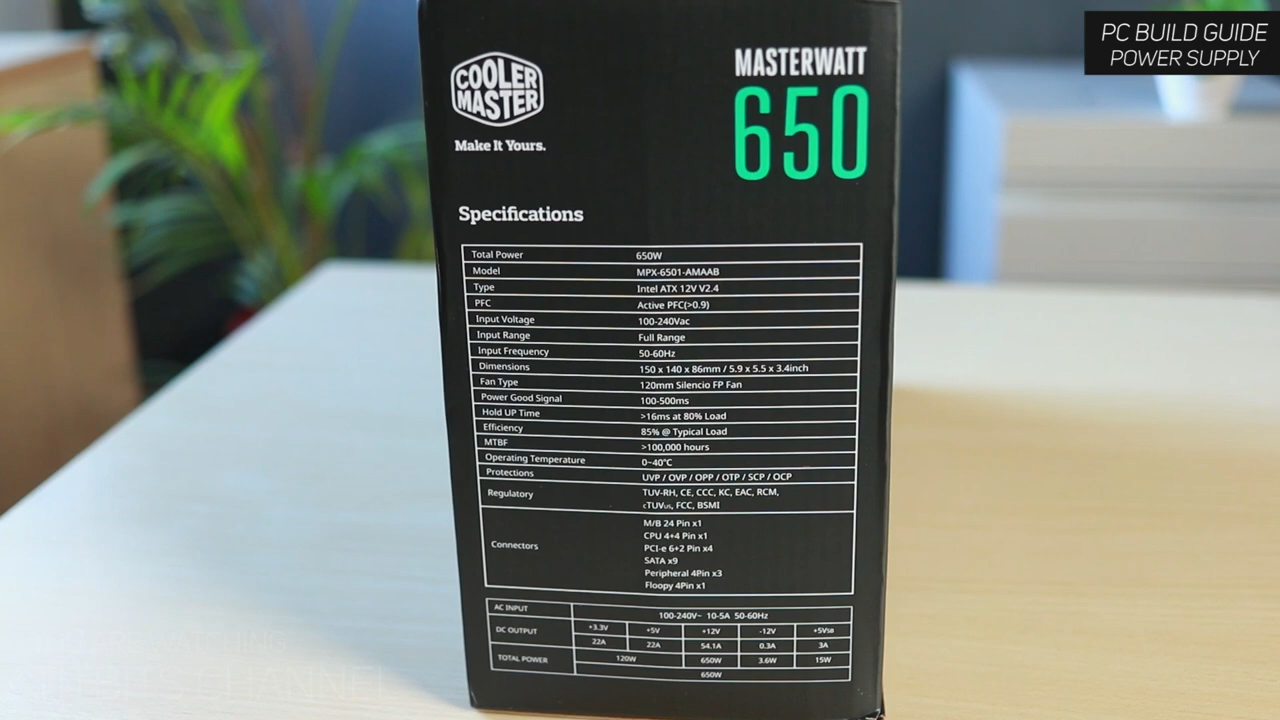 PC BUILD GUIDE
POWER SUPPLY
COOLER
MASTER
Make It Yours.
MASTERWATT
650
Specifications
Total Power 650W
Model MPX-6501-AMAAB
Type Intel ATX 12V V2.4
PFC Active PFC(>0.9)
Input Voltage 100-240Vac
Input Range Full Range
Input Frequency 50-60Hz
Dimensions 150 x 140 x 86mm / 5.9 x 5.5 x 3.4inch
Fan Type 120mm Silencio FP Fan
Power Good Signal 100-500ms
Hold UP Time >16ms at 80% Load
Efficiency 85% @ Typical Load
MTBF >100,000 hours
Operating Temperature 0~40°C
Protections UVP / OVP / OPP / OTP / SCP / OCP
Regulatory TUV-RH, CE, CCC, KC, EAC, RCM,
cTUVus, FCC, BSMI
Connectors
M/B 24 Pin x1
CPU 4+4 Pin x1
PCI-e 6+2 Pin x4
SATA x9
Peripheral 4Pin x3
Floopy 4Pin x1
AC INPUT 100-240V~ 10-5A 50-60Hz
DC OUTPUT +3.3V +5V +12V -12V +5VSB
22A 22A 54.1A 0.3A 3A
TOTAL POWER 120W 650W 3.6W 15W
650W